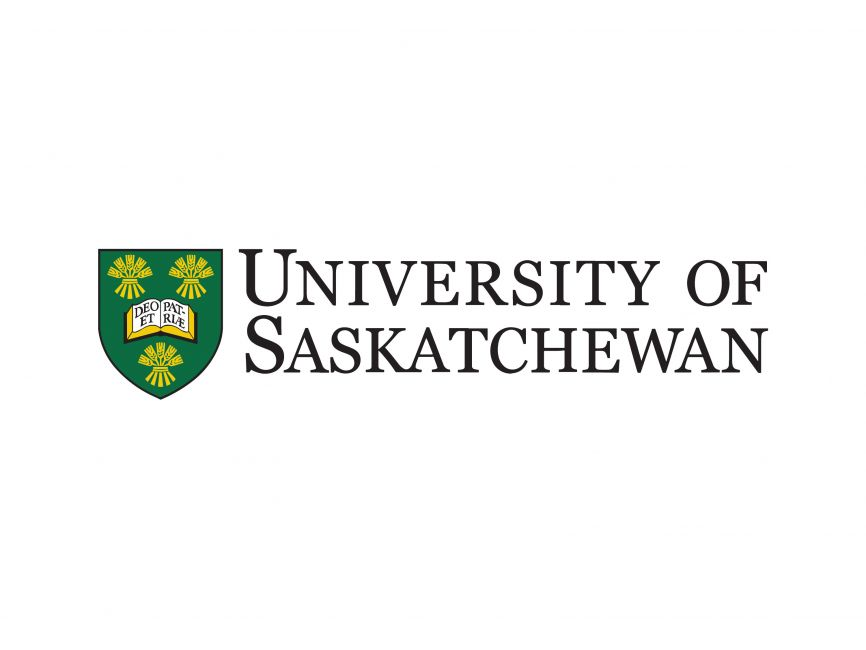 DEO PAT-
ET RIÆ
UNIVERSITY OF
SASKATCHEWAN